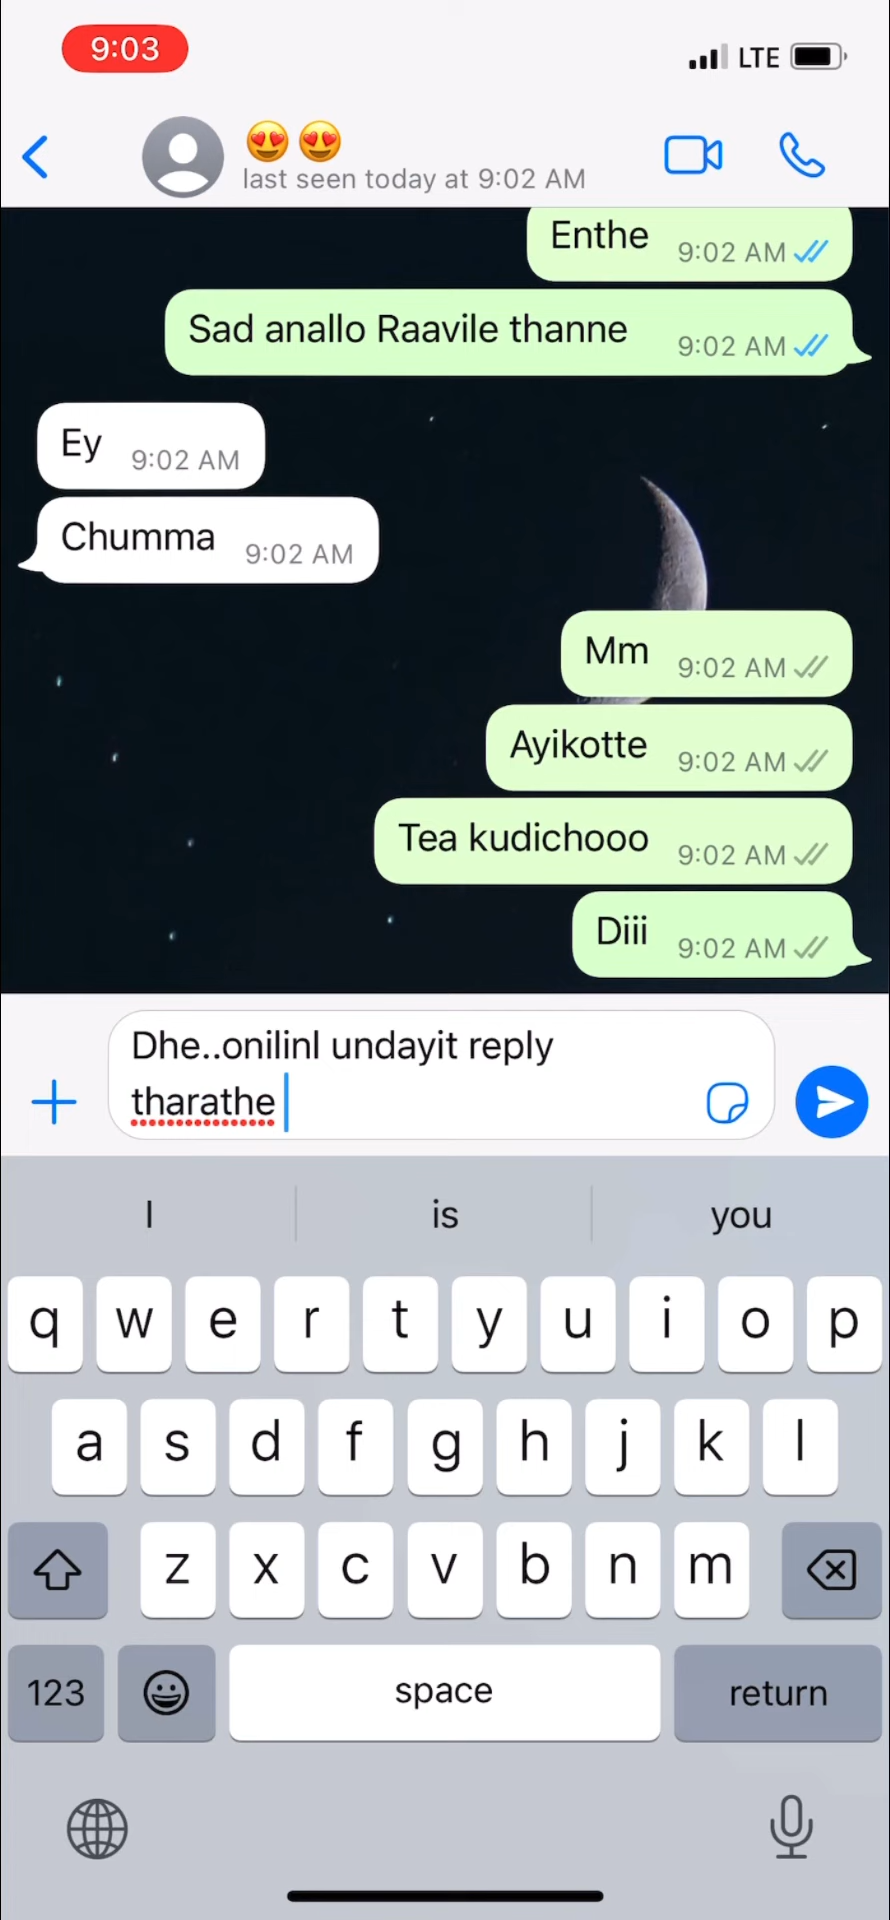 9:03
LTE
😍 😍
last seen today at 9:02 AM
Enthe 9:02 AM
Sad anallo Raavile thanne 9:02 AM
Ey 9:02 AM
Chumma 9:02 AM
Mm 9:02 AM
Ayikotte 9:02 AM
Tea kudichooo 9:02 AM
Diii 9:02 AM
Dhe..onilinl undayit reply
tharathe
I is you
q w e r t y u i o p
a s d f g h j k l
z x c v b n m
123 space return